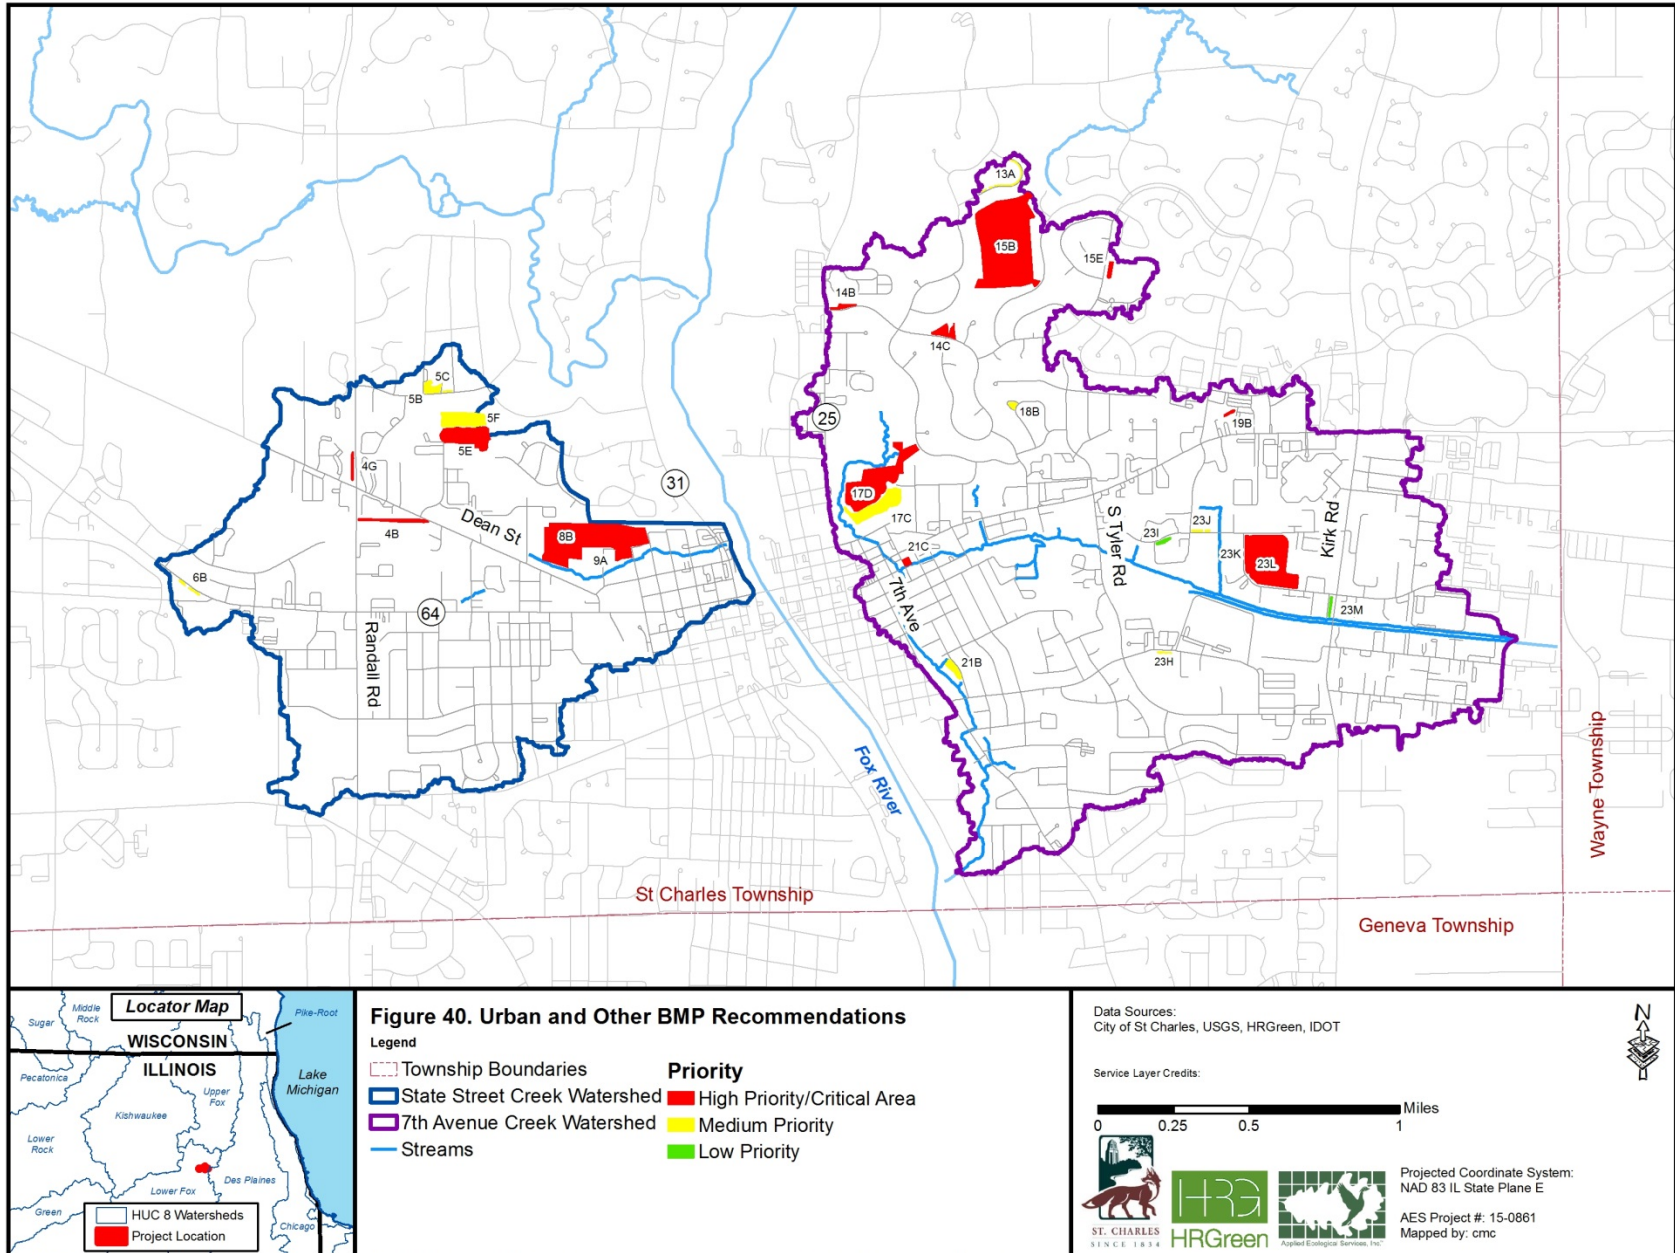 13A
15B
15E
14B
14C
5C
5B
5F
5E
25
18B
19B
4G
31
17D
17C
Dean St
4B
8B
9A
21C
S Tyler Rd
23I
23J
23K
23L
Kirk Rd
6B
64
7th Ave
23M
Randall Rd
21B
23H
Fox River
Wayne Township
St Charles Township
Geneva Township
Locator Map
Sugar
Middle
Rock
Pike-Root
WISCONSIN
ILLINOIS
Pecatonica
Upper
Fox
Lake
Michigan
Kishwaukee
Lower
Rock
Des Plaines
Lower Fox
Green
Chicago
HUC 8 Watersheds
Project Location
Figure 40. Urban and Other BMP Recommendations
Legend
Township Boundaries
State Street Creek Watershed
7th Avenue Creek Watershed
Streams
Priority
High Priority/Critical Area
Medium Priority
Low Priority
Data Sources:
City of St Charles, USGS, HRGreen, IDOT
N
Service Layer Credits:
Miles
0 0.25 0.5 1
ST. CHARLES
SINCE 1834
HRG
HRGreen
Applied Ecological Services, Inc.
Projected Coordinate System:
NAD 83 IL State Plane E
AES Project #: 15-0861
Mapped by: cmc